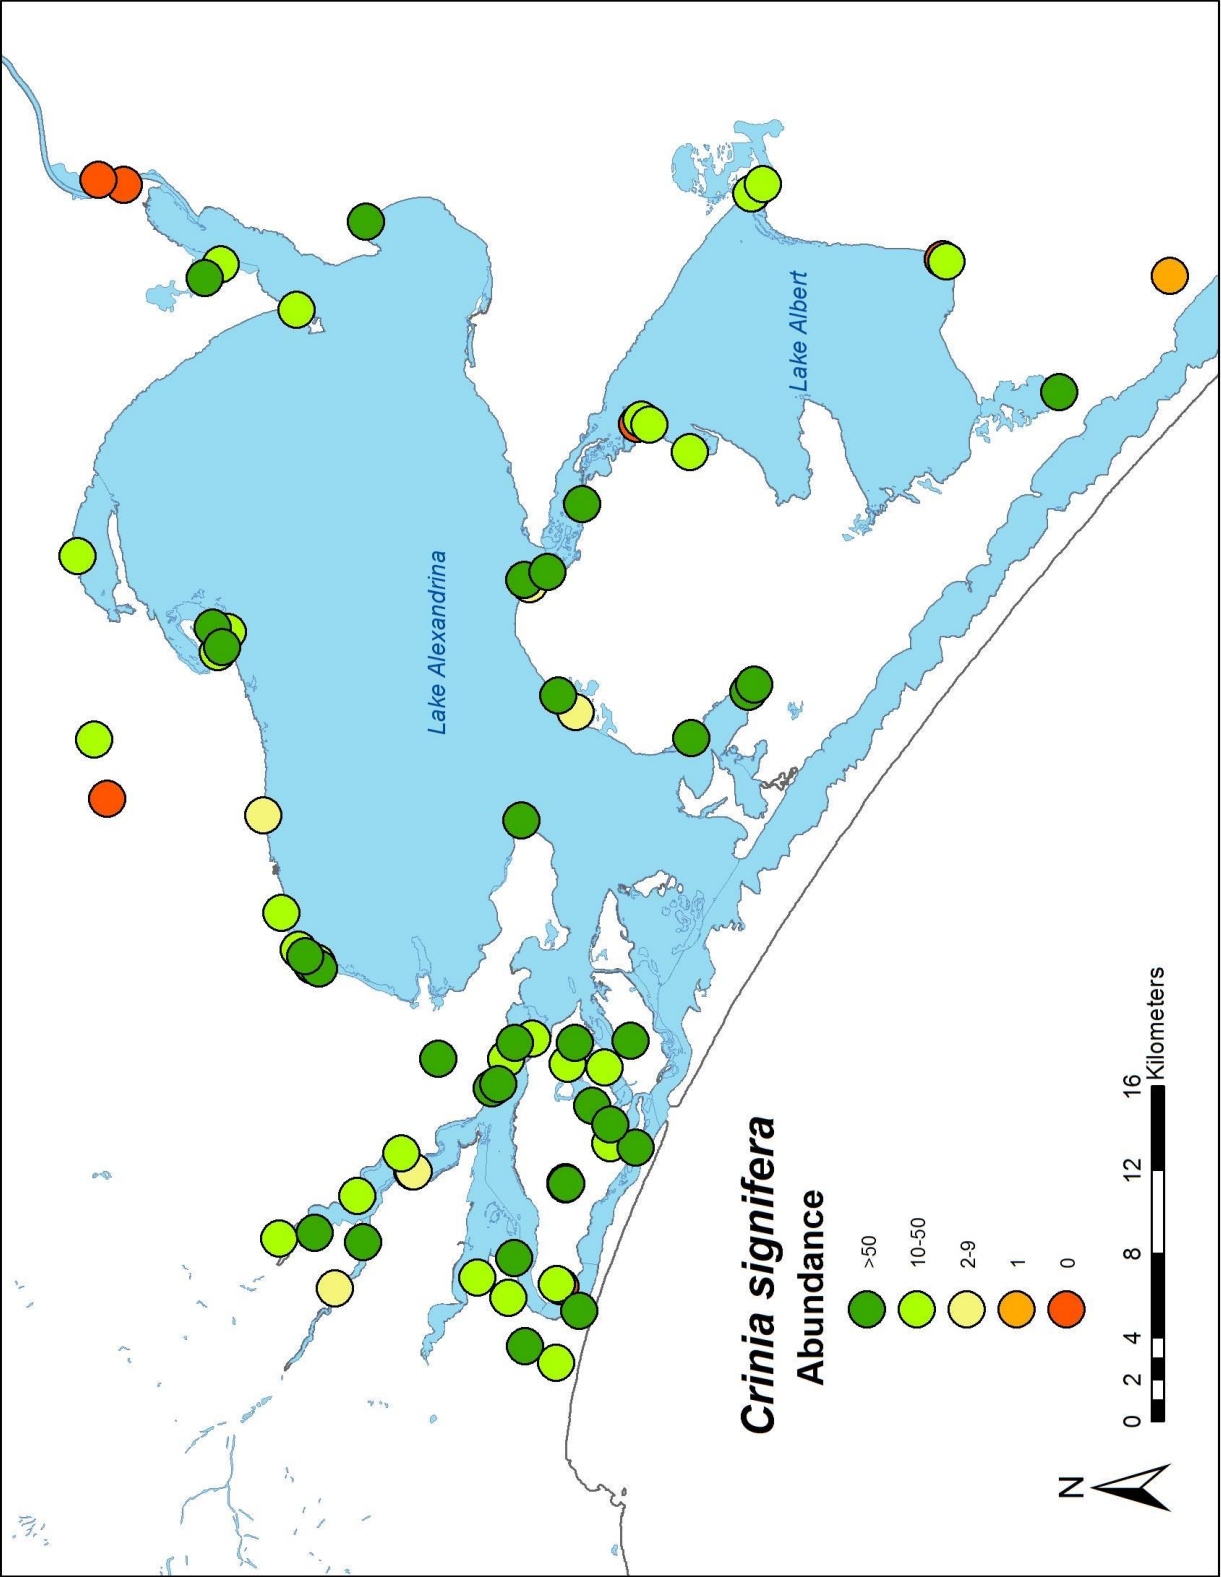 Lake Alexandrina
Lake Albert
Crinia signifera
Abundance
>50
10-50
2-9
1
0
N
0 2 4 8 12 16
Kilometers